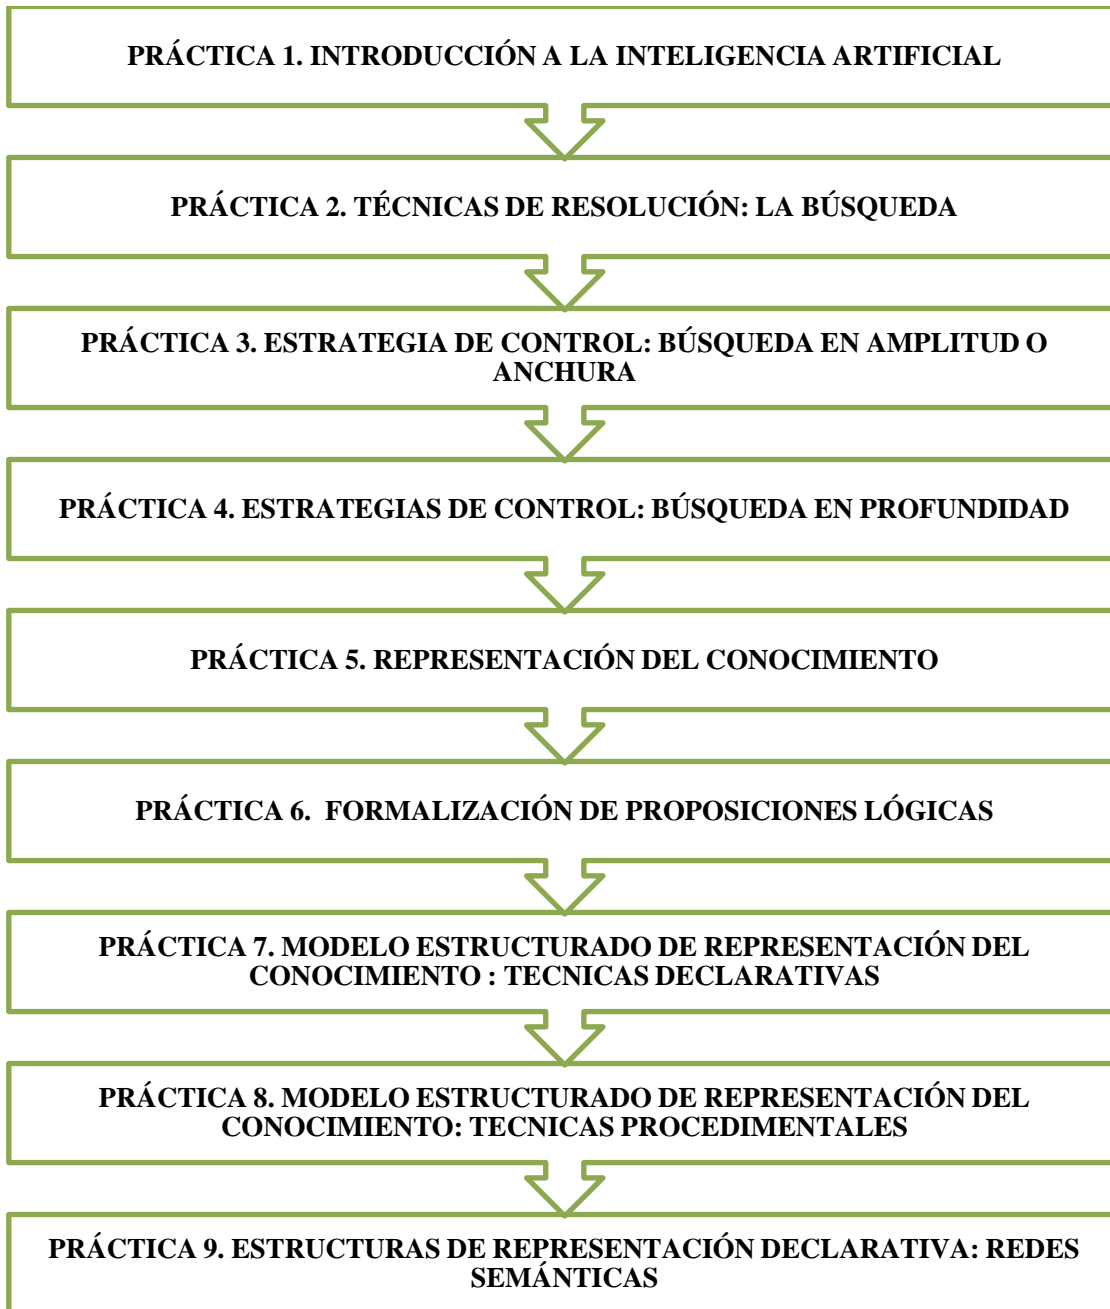 PRÁCTICA 1. INTRODUCCIÓN A LA INTELIGENCIA ARTIFICIAL
PRÁCTICA 2. TÉCNICAS DE RESOLUCIÓN: LA BÚSQUEDA
PRÁCTICA 3. ESTRATEGIA DE CONTROL: BÚSQUEDA EN AMPLITUD O
ANCHURA
PRÁCTICA 4. ESTRATEGIAS DE CONTROL: BÚSQUEDA EN PROFUNDIDAD
PRÁCTICA 5. REPRESENTACIÓN DEL CONOCIMIENTO
PRÁCTICA 6.  FORMALIZACIÓN DE PROPOSICIONES LÓGICAS
PRÁCTICA 7. MODELO ESTRUCTURADO DE REPRESENTACIÓN DEL
CONOCIMIENTO : TECNICAS DECLARATIVAS
PRÁCTICA 8. MODELO ESTRUCTURADO DE REPRESENTACIÓN DEL
CONOCIMIENTO: TECNICAS PROCEDIMENTALES
PRÁCTICA 9. ESTRUCTURAS DE REPRESENTACIÓN DECLARATIVA: REDES
SEMÁNTICAS